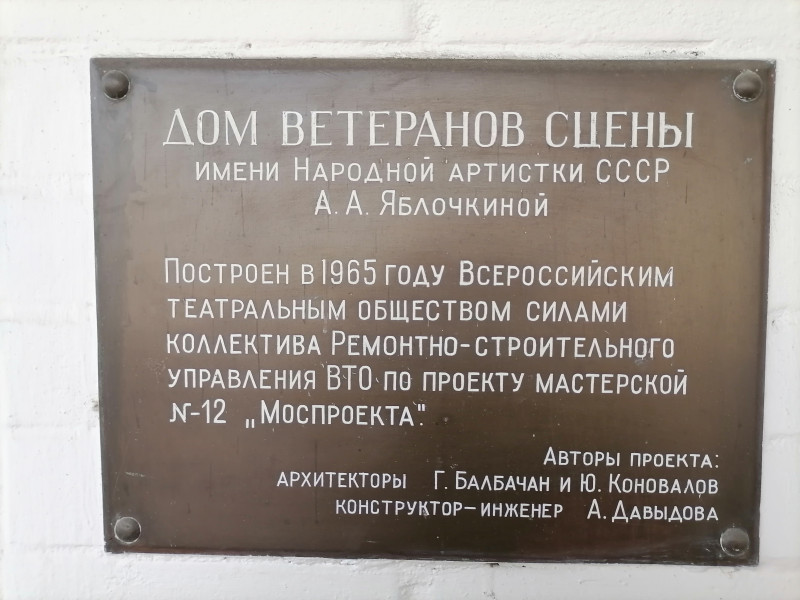 ДОМ ВЕТЕРАНОВ СЦЕНЫ
ИМЕНИ НАРОДНОЙ АРТИСТКИ СССР
А. А. ЯБЛОЧКИНОЙ
ПОСТРОЕН В 1965 ГОДУ ВСЕРОССИЙСКИМ
ТЕАТРАЛЬНЫМ ОБЩЕСТВОМ СИЛАМИ
КОЛЛЕКТИВА РЕМОНТНО-СТРОИТЕЛЬНОГО
УПРАВЛЕНИЯ ВТО ПО ПРОЕКТУ МАСТЕРСКОЙ
N-12 „МОСПРОЕКТА".
АВТОРЫ ПРОЕКТА:
АРХИТЕКТОРЫ Г. БАЛБАЧАН И Ю. КОНОВАЛОВ
КОНСТРУКТОР-ИНЖЕНЕР А. ДАВЫДОВА